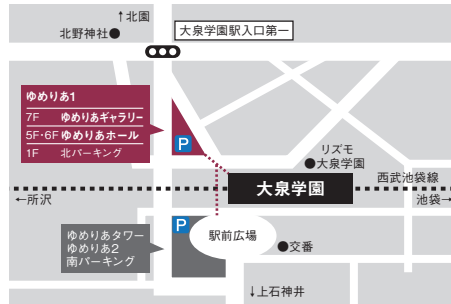 ↑北園
北野神社
大泉学園駅入口第一
ゆめりあ1
7F ゆめりあギャラリー
5F・6F ゆめりあホール
1F 北パーキング
P
リズモ
大泉学園
西武池袋線
大泉学園
←所沢
池袋→
P
ゆめりあタワー
ゆめりあ2
南パーキング
駅前広場
交番
↓上石神井